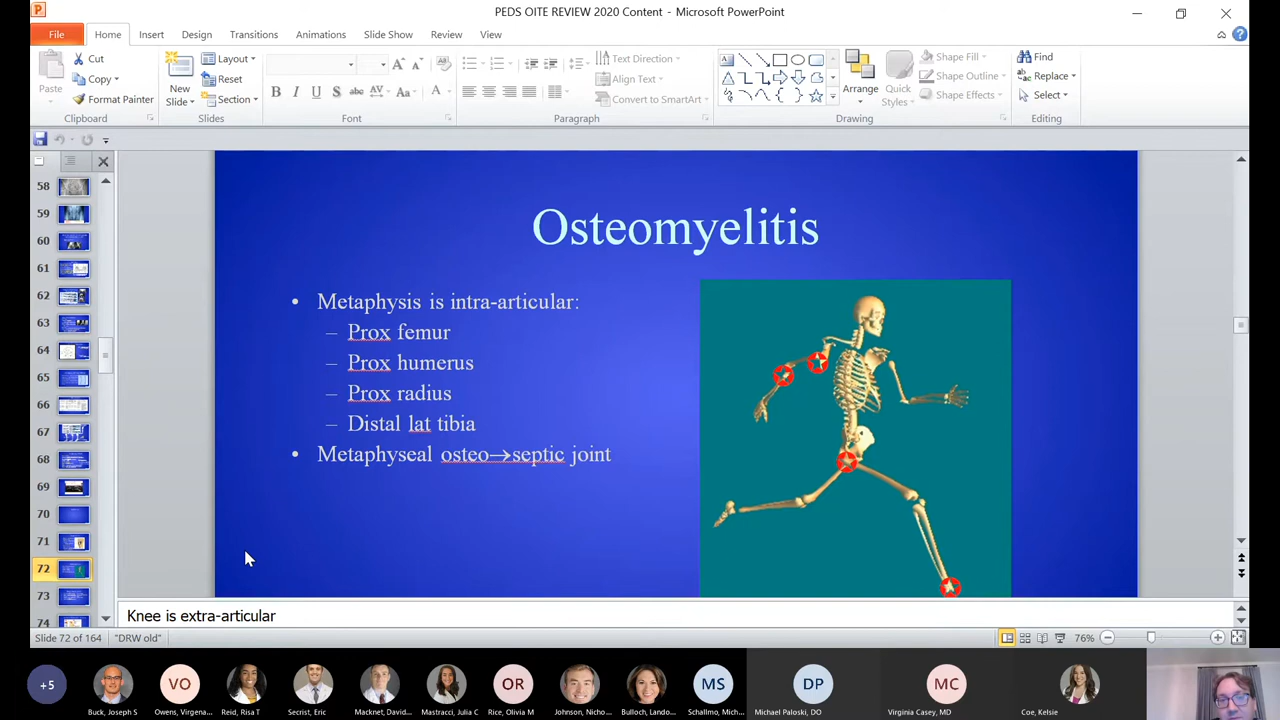 PEDS OITE REVIEW 2020 Content - Microsoft PowerPoint
File Home Insert Design Transitions Animations Slide Show Review View
Paste
Cut
Copy
Format Painter
Clipboard
New
Slide
Layout
Reset
Section
Slides
B I U S abc AV Aa A
Font
Text Direction
Align Text
Convert to SmartArt
Paragraph
Arrange
Quick
Styles
Shape Fill
Shape Outline
Shape Effects
Drawing
Find
Replace
Select
Editing
58
59
60
61
62
63
64
65
66
67
68
69
70
71
72
73
74
Osteomyelitis
• Metaphysis is intra-articular:
– Prox femur
– Prox humerus
– Prox radius
– Distal lat tibia
• Metaphyseal osteo→septic joint
Knee is extra-articular
Slide 72 of 164 "DRW old" 76%
+5 VO OR MS DP MC
Buck, Joseph S Owens, Virgena... Reid, Risa T Secrist, Eric Macknet, David... Mastracci, Julia C Rice, Olivia M Johnson, Nicho... Bulloch, Lando... Schallmo, Mich... Michael Paloski, DO Virginia Casey, MD Coe, Kelsie